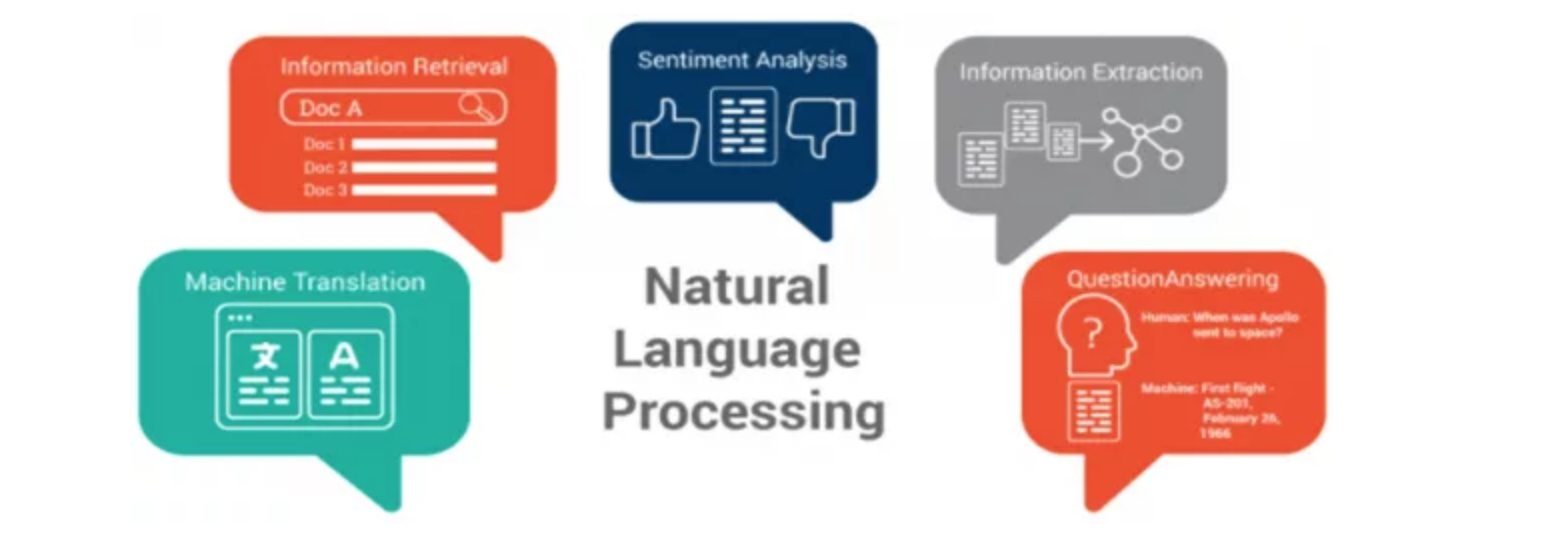 Information Retrieval
Doc A
Doc 1
Doc 2
Doc 3
Sentiment Analysis
Information Extraction
Machine Translation
文
A
Natural
Language
Processing
QuestionAnswering
?
Human: When was Apollo
sent to space?
Machine: First flight -
AS-201,
February 26,
1966